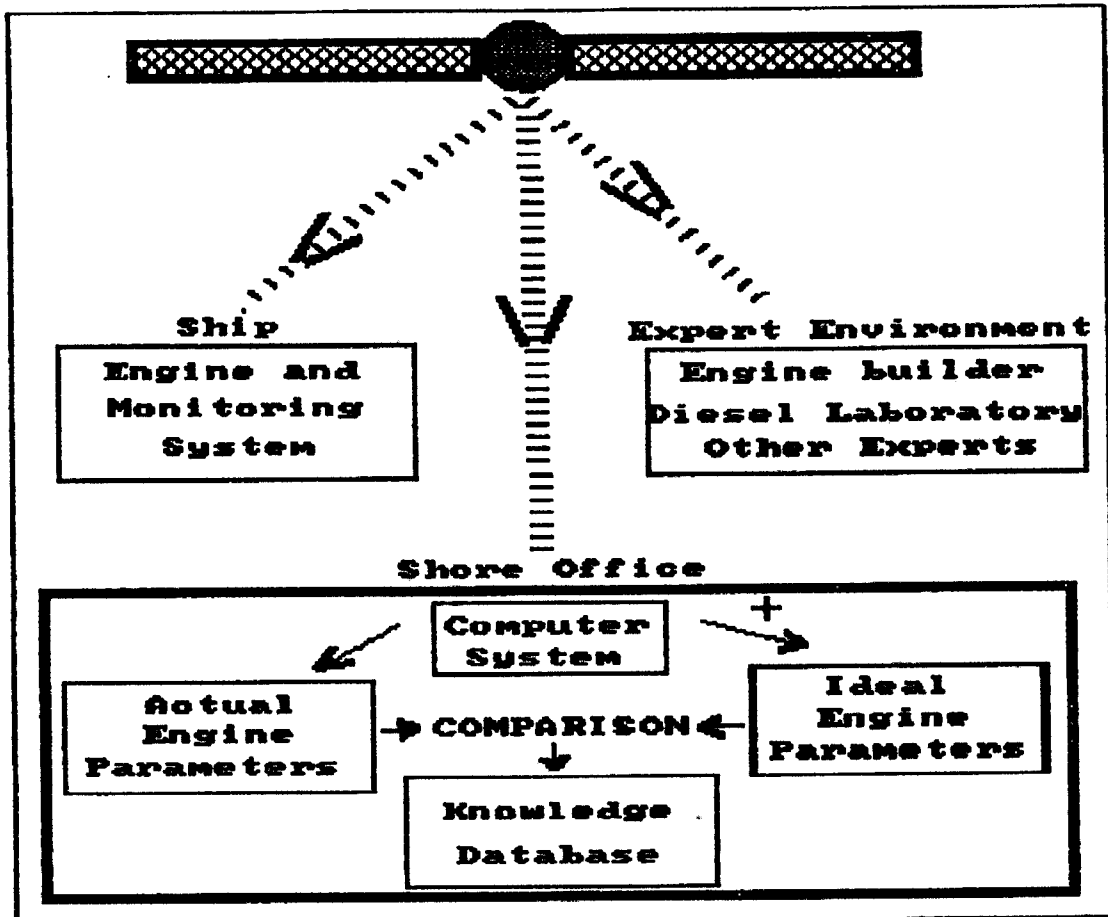 Ship
Engine and
Monitoring
System
Expert Environment
Engine builder
Diesel Laboratory
Other Experts
Shore Office
Computer
System
+
Actual
Engine
Parameters
COMPARISON
Ideal
Engine
Parameters
Knowledge
Database